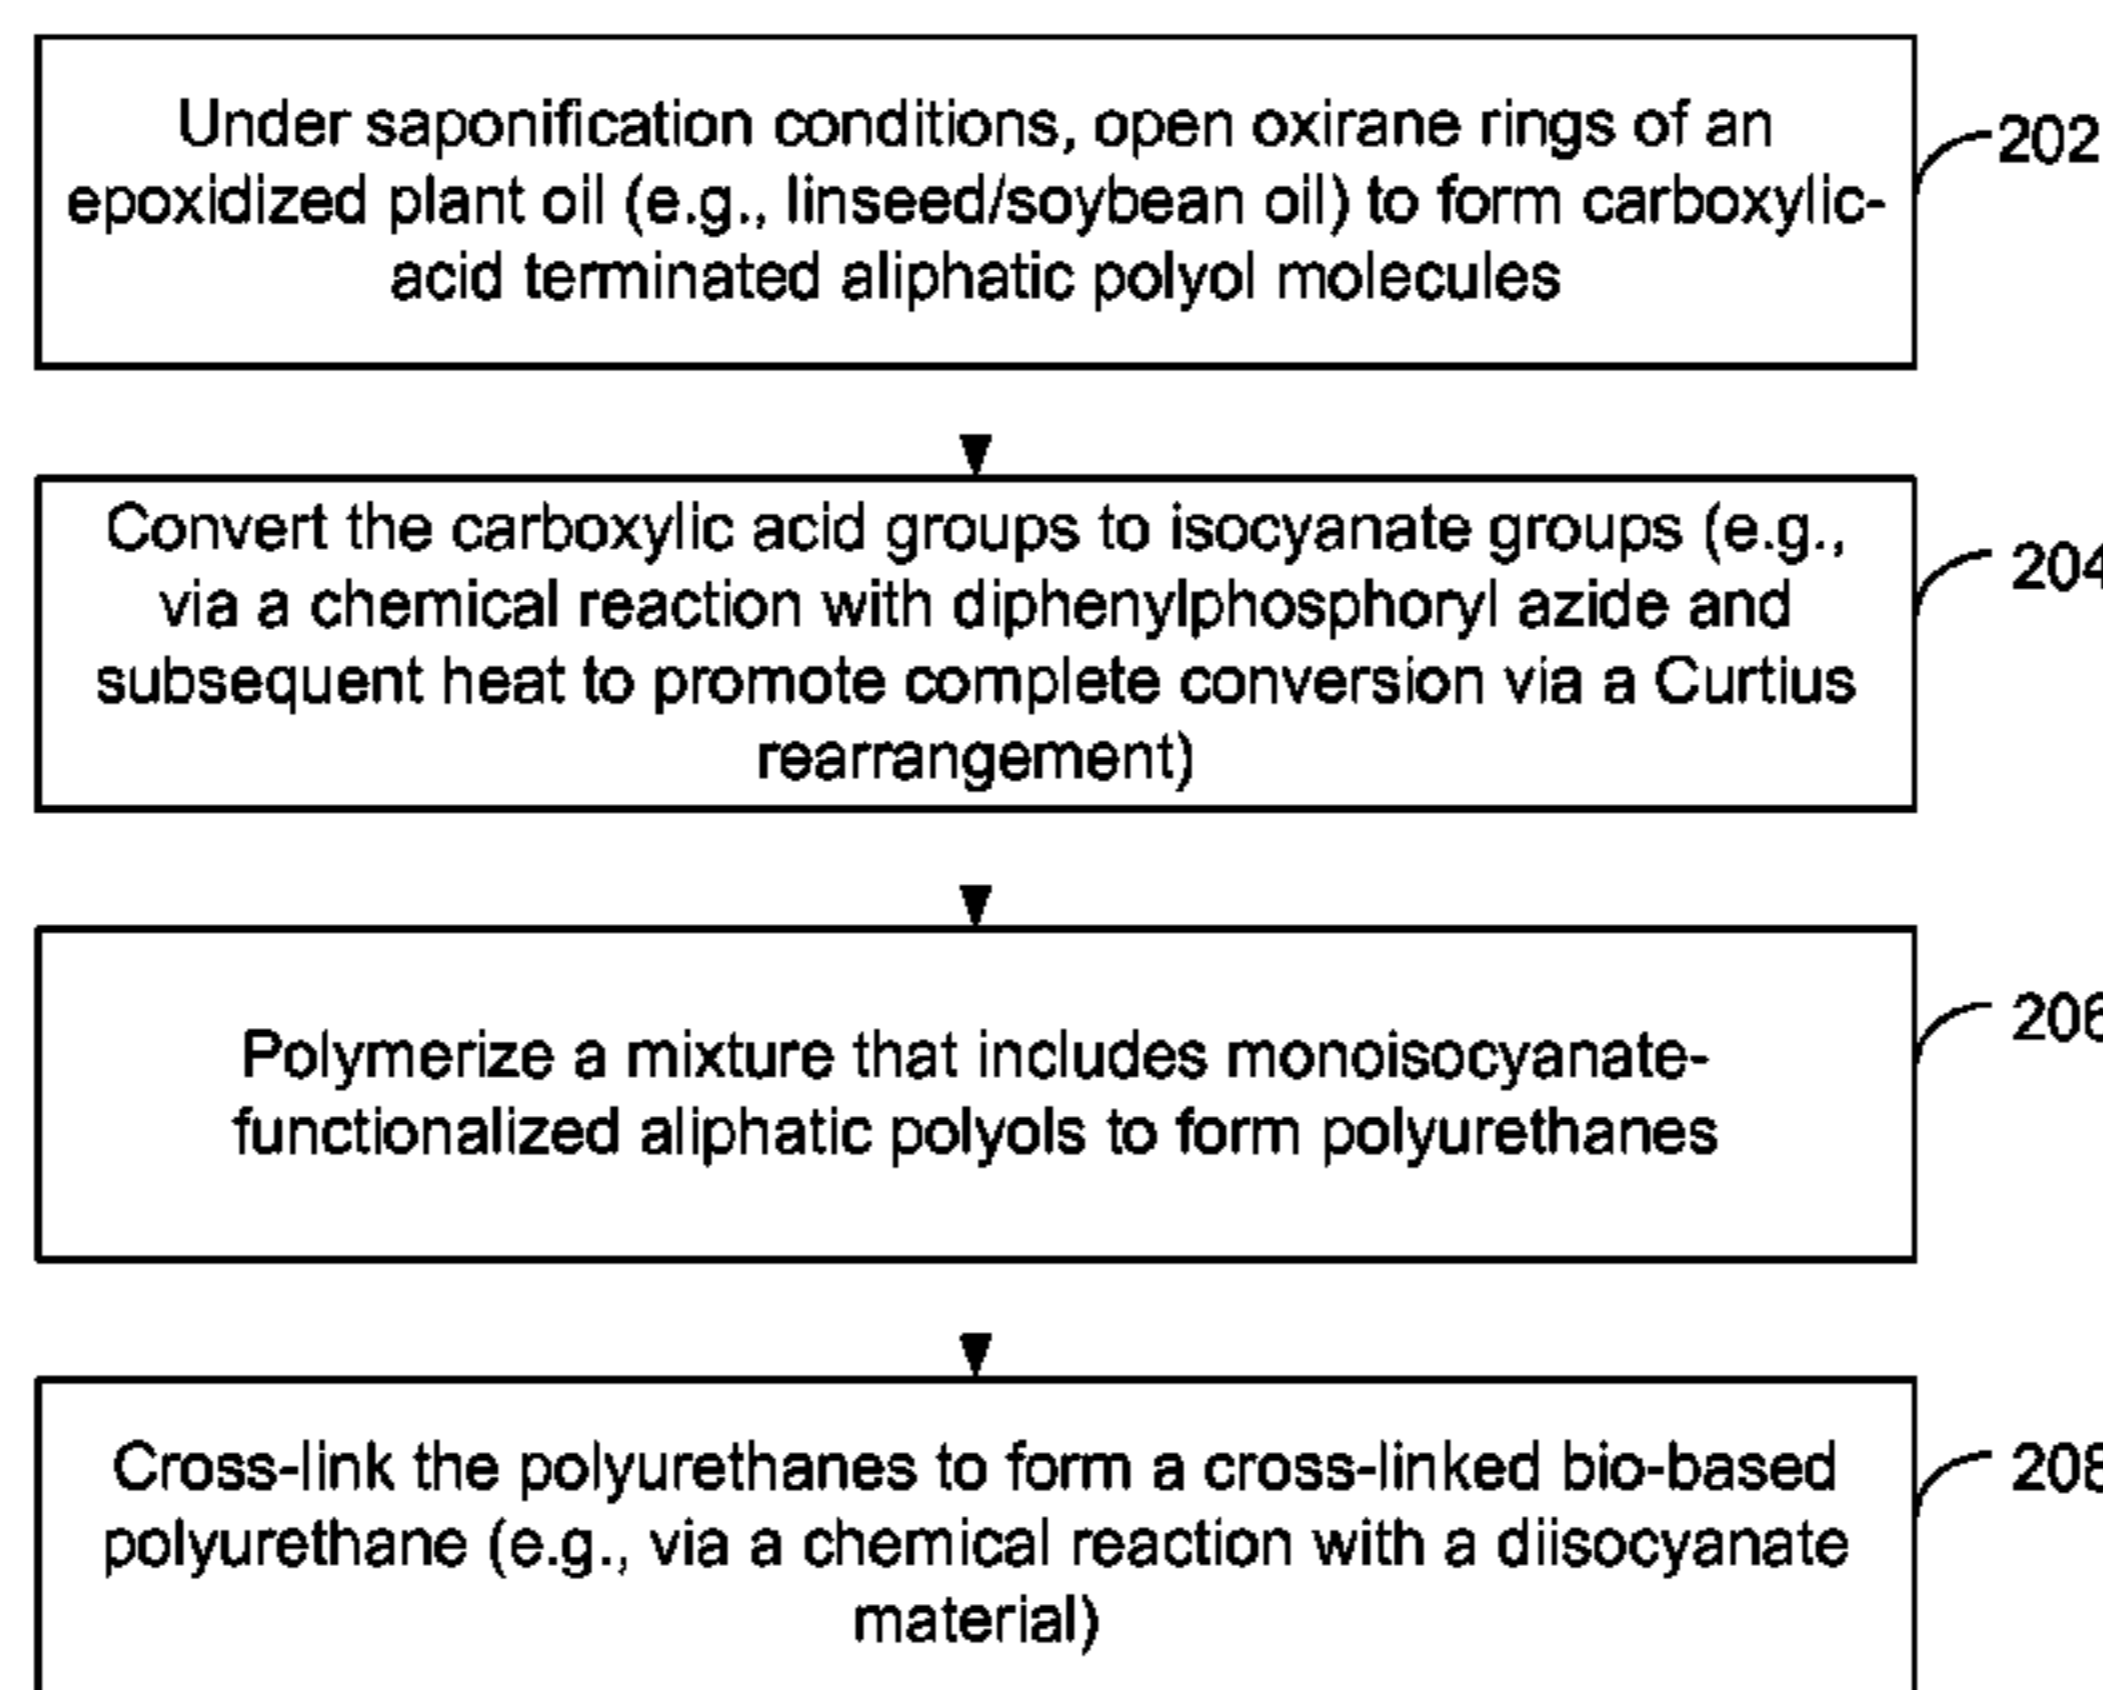 Under saponification conditions, open oxirane rings of an
epoxidized plant oil (e.g., linseed/soybean oil) to form carboxylic-
acid terminated aliphatic polyol molecules
202
Convert the carboxylic acid groups to isocyanate groups (e.g.,
via a chemical reaction with diphenylphosphoryl azide and
subsequent heat to promote complete conversion via a Curtius
rearrangement)
204
Polymerize a mixture that includes monoisocyanate-
functionalized aliphatic polyols to form polyurethanes
206
Cross-link the polyurethanes to form a cross-linked bio-based
polyurethane (e.g., via a chemical reaction with a diisocyanate
material)
208